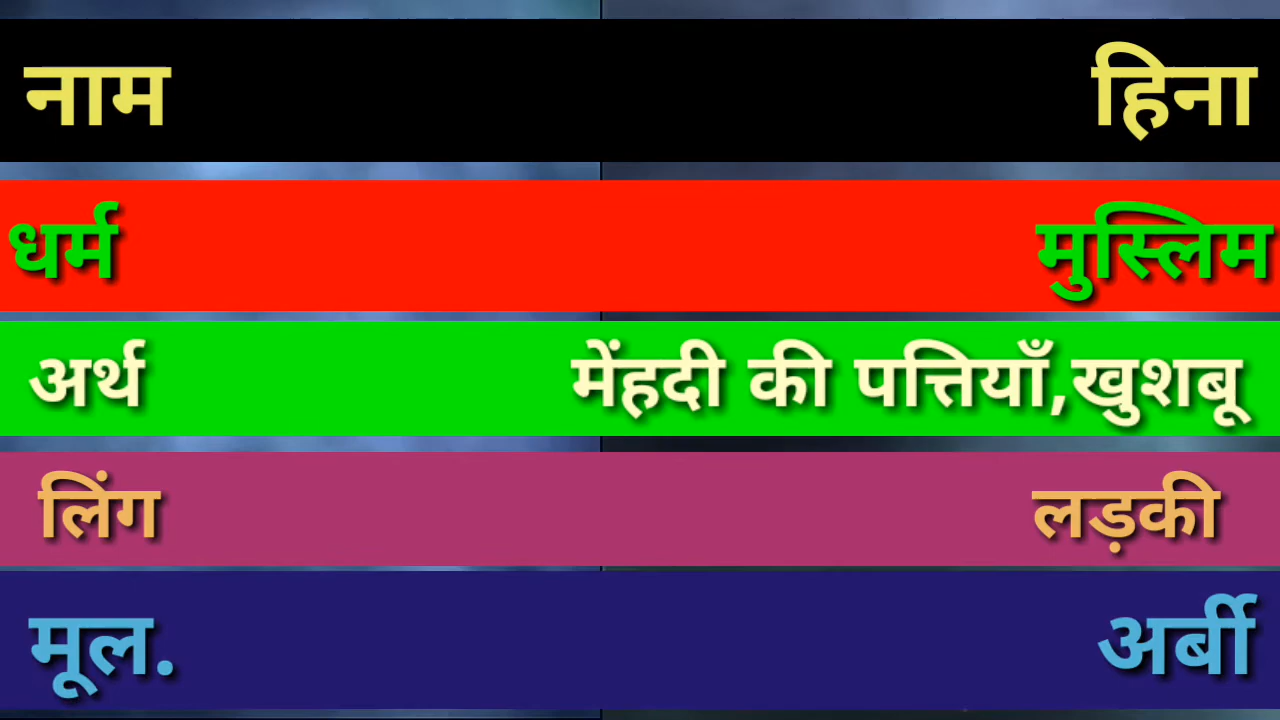 नाम हिना
धर्म मुस्लिम
अर्थ मेंहदी की पत्तियाँ,खुशबू
लिंग लड़की
मूल. अर्बी